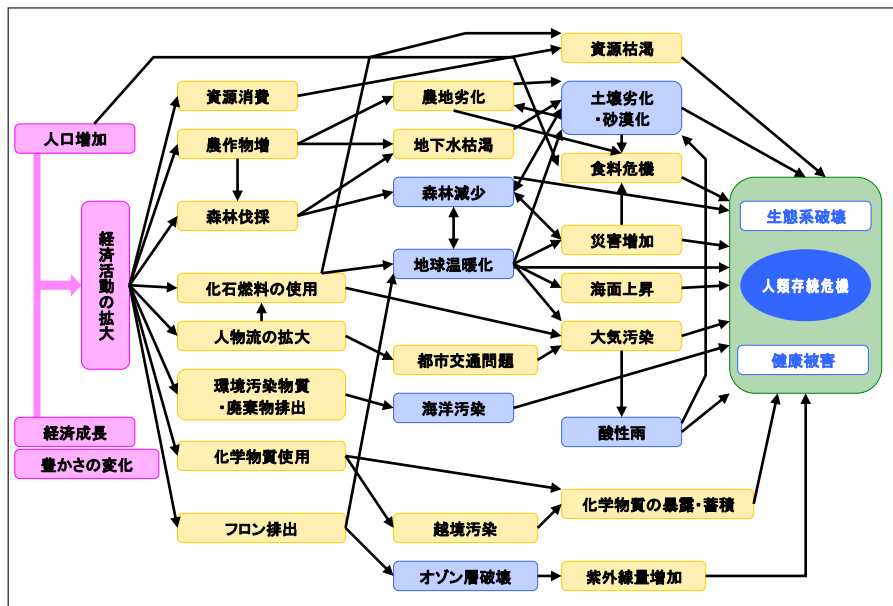 人口増加
経済活動の拡大
経済成長
豊かさの変化
資源消費
農作物増
森林伐採
化石燃料の使用
人物流の拡大
環境汚染物質
・廃棄物排出
化学物質使用
フロン排出
農地劣化
地下水枯渇
森林減少
地球温暖化
都市交通問題
海洋汚染
越境汚染
オゾン層破壊
資源枯渇
土壌劣化
・砂漠化
食料危機
災害増加
海面上昇
大気汚染
酸性雨
化学物質の暴露・蓄積
紫外線量増加
生態系破壊
人類存続危機
健康被害